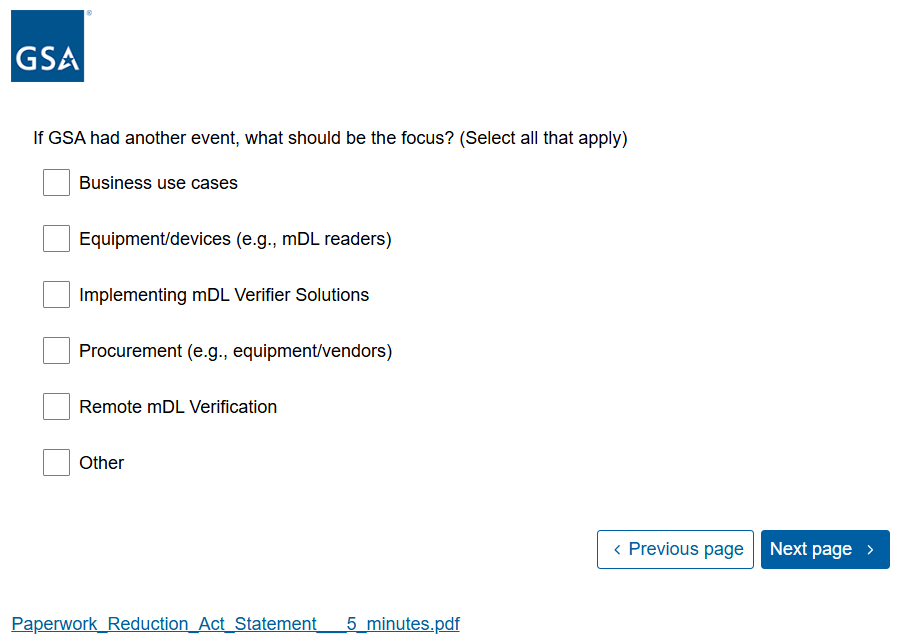 GSA
®
If GSA had another event, what should be the focus? (Select all that apply)
Business use cases
Equipment/devices (e.g., mDL readers)
Implementing mDL Verifier Solutions
Procurement (e.g., equipment/vendors)
Remote mDL Verification
Other
‹ Previous page
Next page ›
Paperwork_Reduction_Act_Statement___5_minutes.pdf